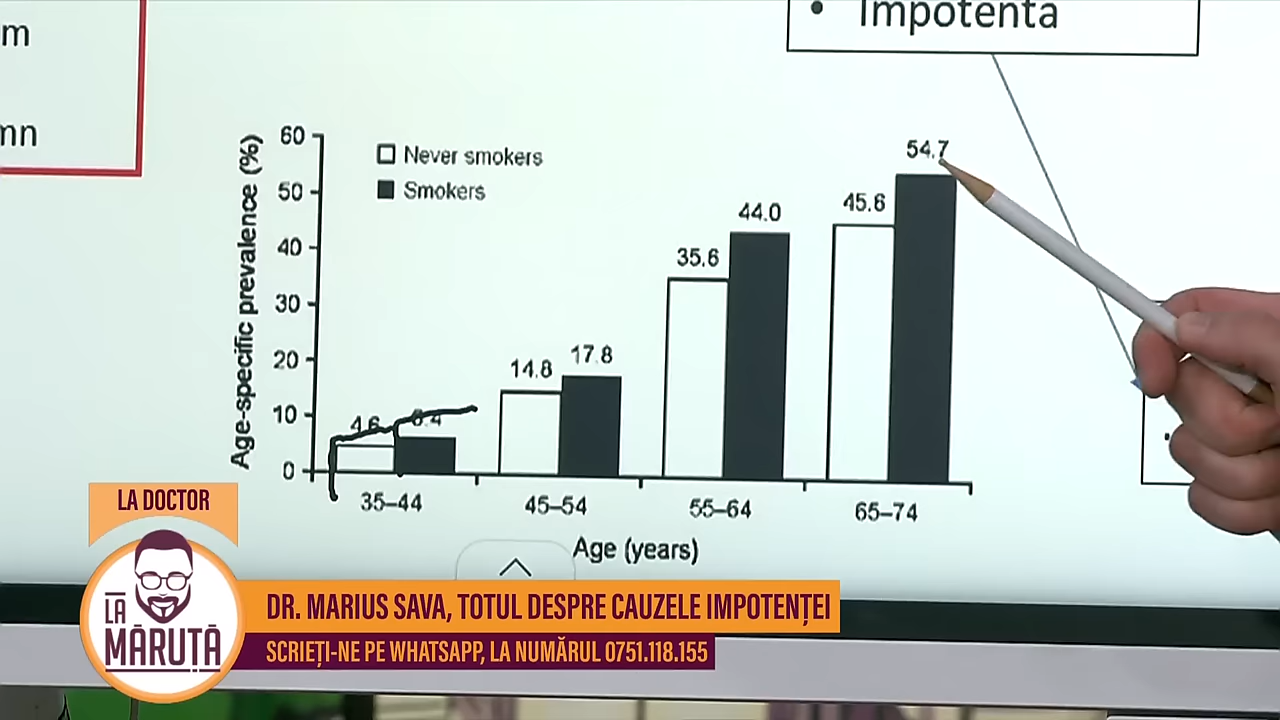 m
mn
• Impotenta
Age-specific prevalence (%)
60
50
40
30
20
10
0
Never smokers
Smokers
4.6
14.8
17.8
35.6
44.0
45.6
54.7
35–44
45–54
55–64
65–74
Age (years)
LA DOCTOR
LA
MĂRUȚĂ
DR. MARIUS SAVA, TOTUL DESPRE CAUZELE IMPOTENȚEI
SCRIEȚI-NE PE WHATSAPP, LA NUMĂRUL 0751.118.155